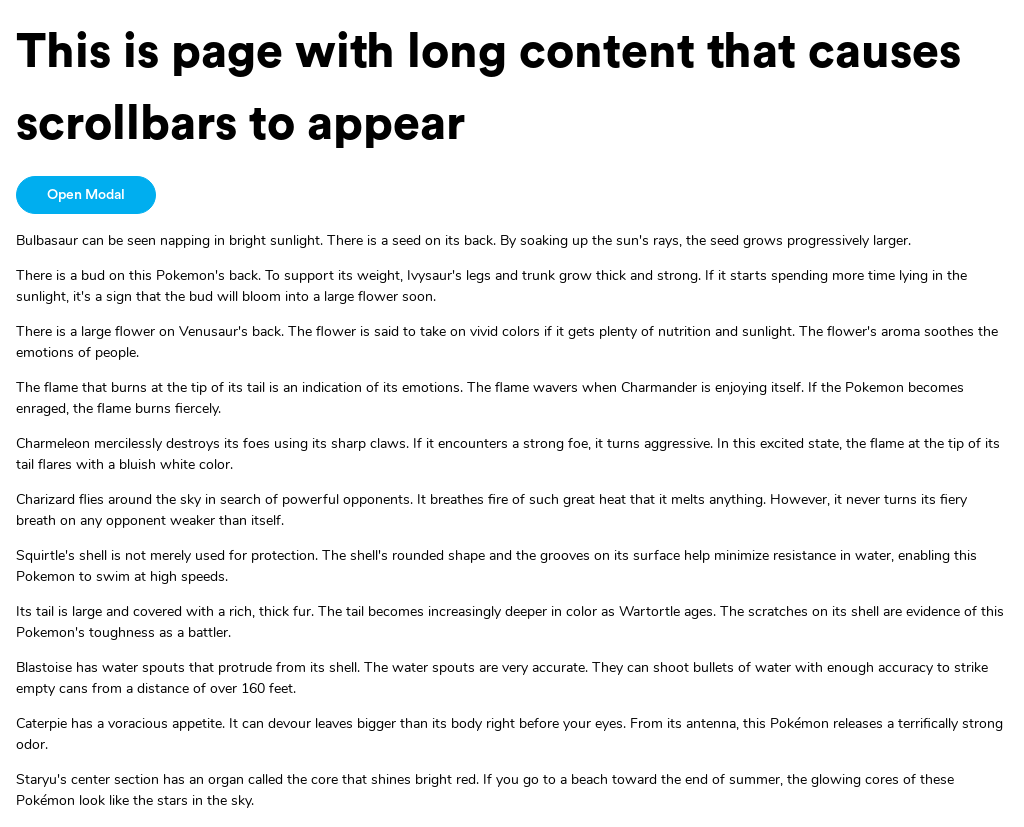 This is page with long content that causes
scrollbars to appear
Open Modal
Bulbasaur can be seen napping in bright sunlight. There is a seed on its back. By soaking up the sun's rays, the seed grows progressively larger.
There is a bud on this Pokemon's back. To support its weight, Ivysaur's legs and trunk grow thick and strong. If it starts spending more time lying in the
sunlight, it's a sign that the bud will bloom into a large flower soon.
There is a large flower on Venusaur's back. The flower is said to take on vivid colors if it gets plenty of nutrition and sunlight. The flower's aroma soothes the
emotions of people.
The flame that burns at the tip of its tail is an indication of its emotions. The flame wavers when Charmander is enjoying itself. If the Pokemon becomes
enraged, the flame burns fiercely.
Charmeleon mercilessly destroys its foes using its sharp claws. If it encounters a strong foe, it turns aggressive. In this excited state, the flame at the tip of its
tail flares with a bluish white color.
Charizard flies around the sky in search of powerful opponents. It breathes fire of such great heat that it melts anything. However, it never turns its fiery
breath on any opponent weaker than itself.
Squirtle's shell is not merely used for protection. The shell's rounded shape and the grooves on its surface help minimize resistance in water, enabling this
Pokemon to swim at high speeds.
Its tail is large and covered with a rich, thick fur. The tail becomes increasingly deeper in color as Wartortle ages. The scratches on its shell are evidence of this
Pokemon's toughness as a battler.
Blastoise has water spouts that protrude from its shell. The water spouts are very accurate. They can shoot bullets of water with enough accuracy to strike
empty cans from a distance of over 160 feet.
Caterpie has a voracious appetite. It can devour leaves bigger than its body right before your eyes. From its antenna, this Pokémon releases a terrifically strong
odor.
Staryu's center section has an organ called the core that shines bright red. If you go to a beach toward the end of summer, the glowing cores of these
Pokémon look like the stars in the sky.